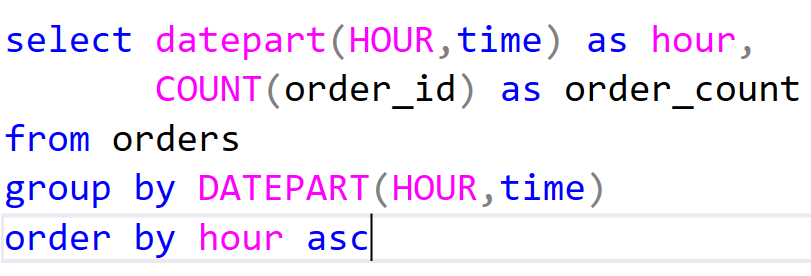 select datepart(HOUR,time) as hour,
COUNT(order_id) as order_count
from orders
group by DATEPART(HOUR,time)
order by hour asc